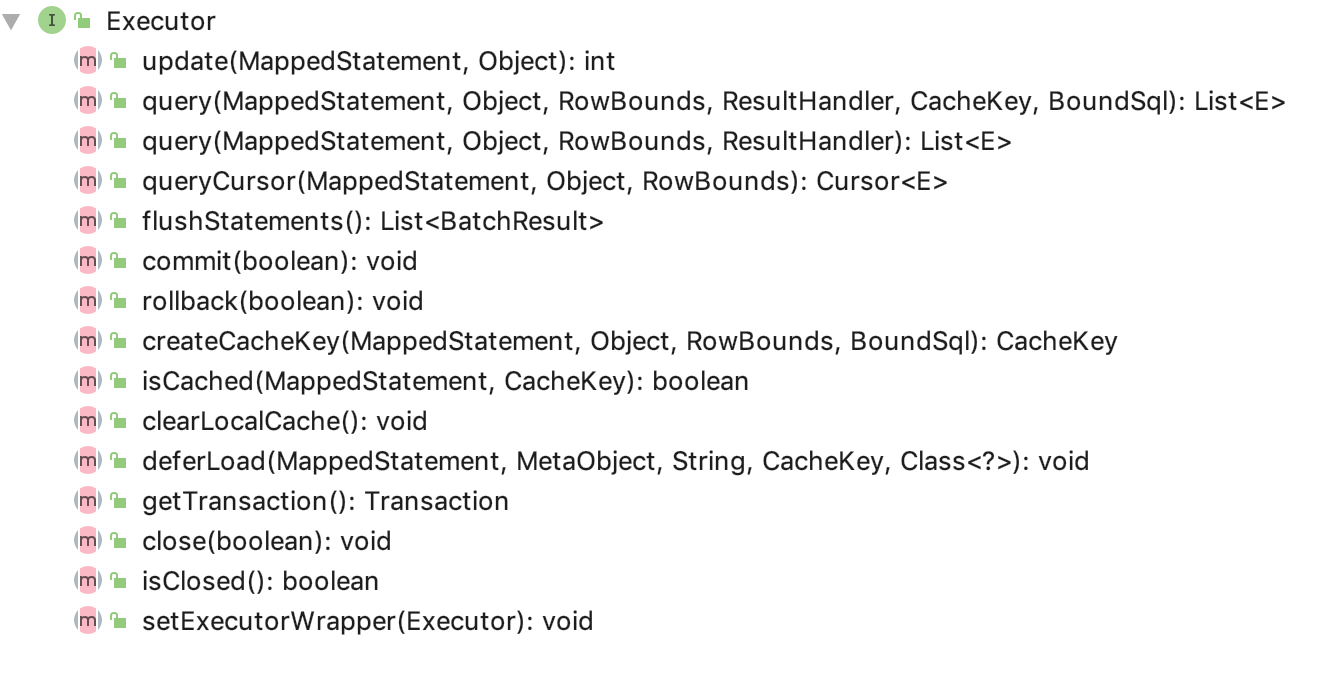 I Executor
m update(MappedStatement, Object): int
m query(MappedStatement, Object, RowBounds, ResultHandler, CacheKey, BoundSql): List<E>
m query(MappedStatement, Object, RowBounds, ResultHandler): List<E>
m queryCursor(MappedStatement, Object, RowBounds): Cursor<E>
m flushStatements(): List<BatchResult>
m commit(boolean): void
m rollback(boolean): void
m createCacheKey(MappedStatement, Object, RowBounds, BoundSql): CacheKey
m isCached(MappedStatement, CacheKey): boolean
m clearLocalCache(): void
m deferLoad(MappedStatement, MetaObject, String, CacheKey, Class<?>): void
m getTransaction(): Transaction
m close(boolean): void
m isClosed(): boolean
m setExecutorWrapper(Executor): void